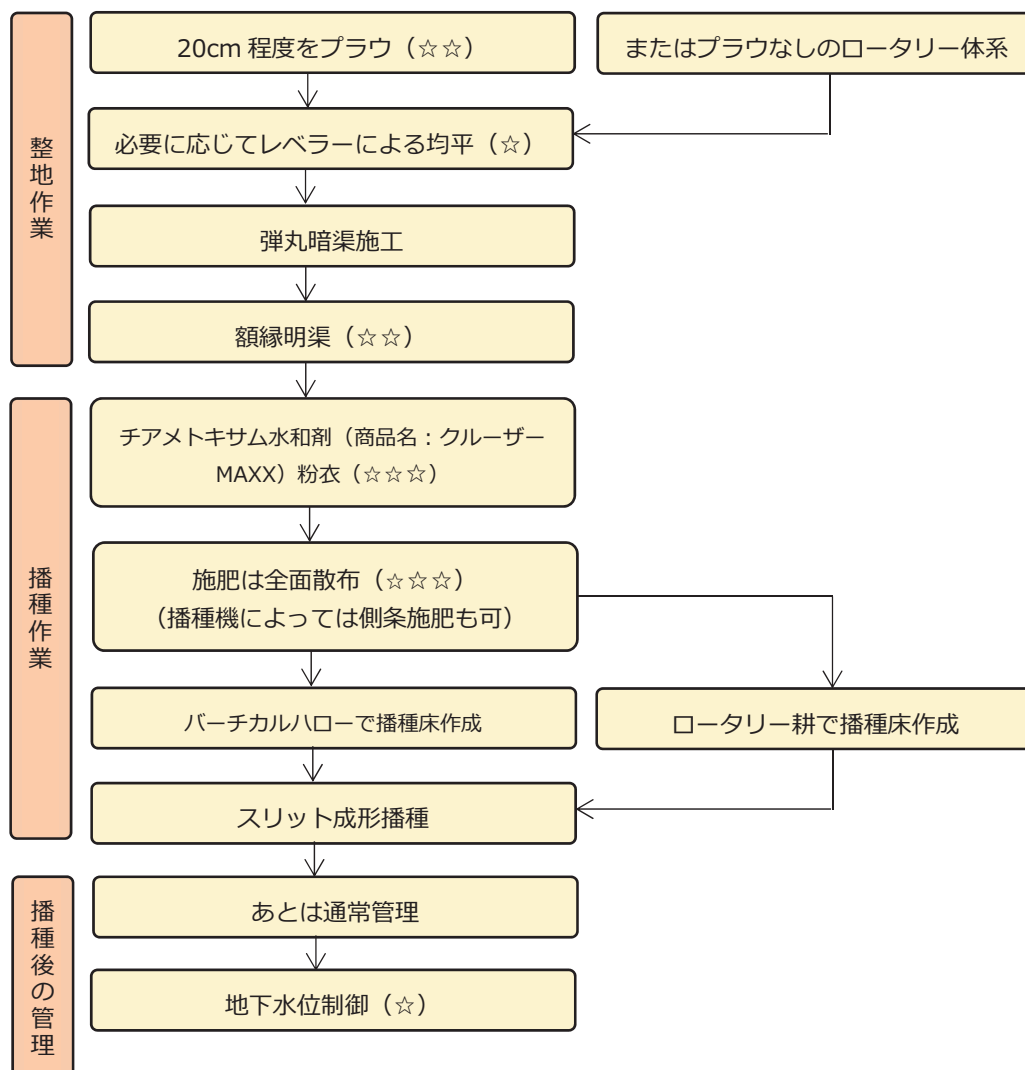 整地作業
20cm 程度をプラウ（☆☆）
またはプラウなしのロータリー体系
必要に応じてレベラーによる均平（☆）
弾丸暗渠施工
額縁明渠（☆☆）
播種作業
チアメトキサム水和剤（商品名：クルーザー
MAXX）粉衣（☆☆☆）
施肥は全面散布（☆☆☆）
（播種機によっては側条施肥も可）
バーチカルハローで播種床作成
ロータリー耕で播種床作成
スリット成形播種
播種後の管理
あとは通常管理
地下水位制御（☆）